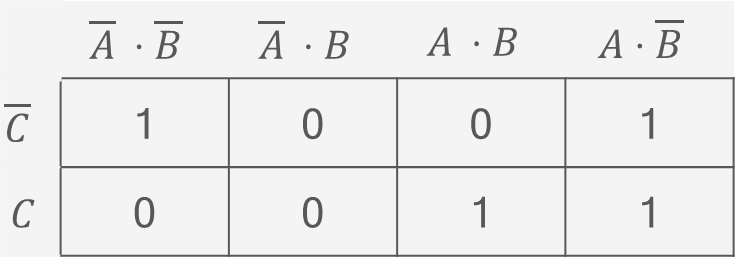 A̅ · B̅ A̅ · B A · B A · B̅
C̅ 1 0 0 1
C 0 0 1 1